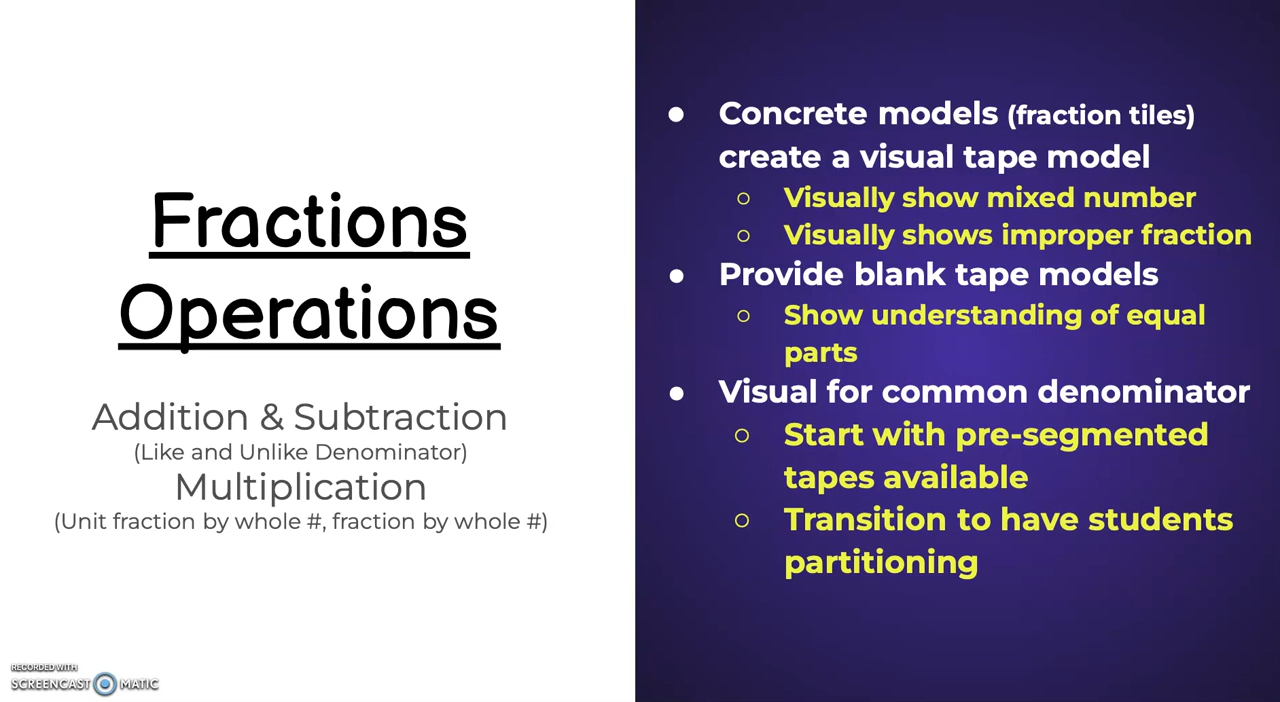 Fractions
Operations
Addition & Subtraction
(Like and Unlike Denominator)
Multiplication
(Unit fraction by whole #, fraction by whole #)
● Concrete models (fraction tiles)
create a visual tape model
○ Visually show mixed number
○ Visually shows improper fraction
● Provide blank tape models
○ Show understanding of equal
parts
● Visual for common denominator
○ Start with pre-segmented
tapes available
○ Transition to have students
partitioning
RECORDED WITH
SCREENCAST MATIC